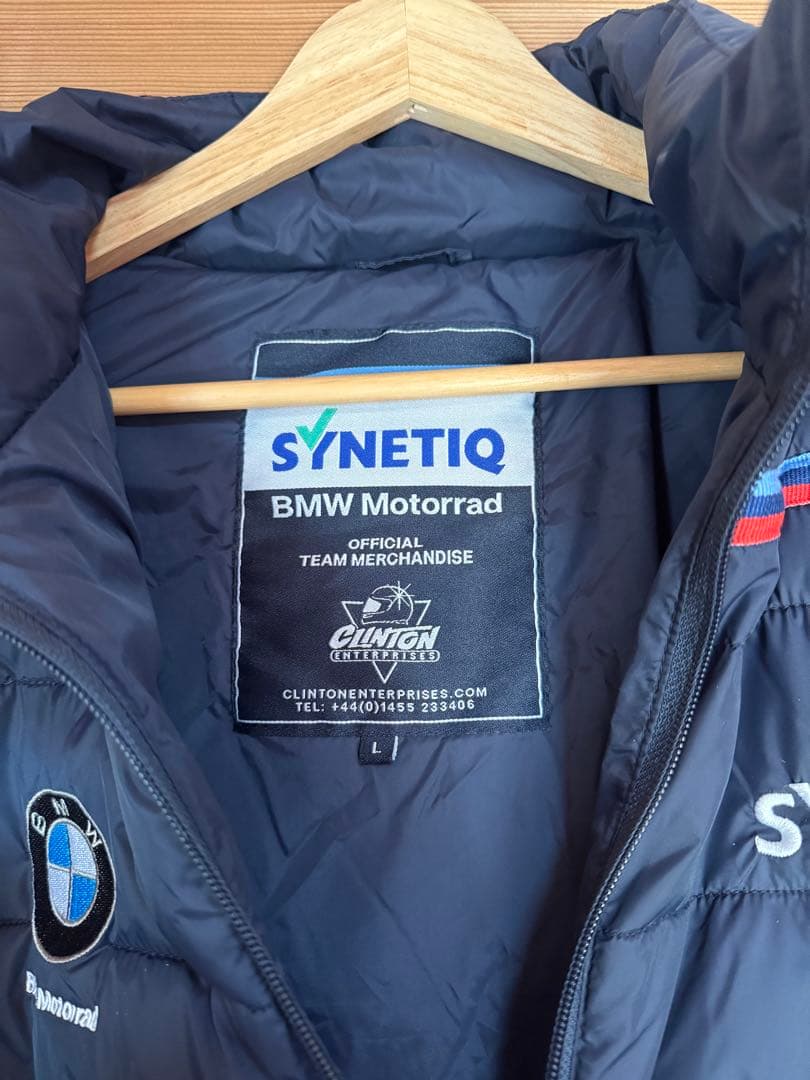 SYNETIQ
BMW Motorrad
OFFICIAL
TEAM MERCHANDISE
CLINTON
ENTERPRISES
CLINTONENTERPRISES.COM
TEL: +44(0)1455 233406
L
BMW
Motorrad